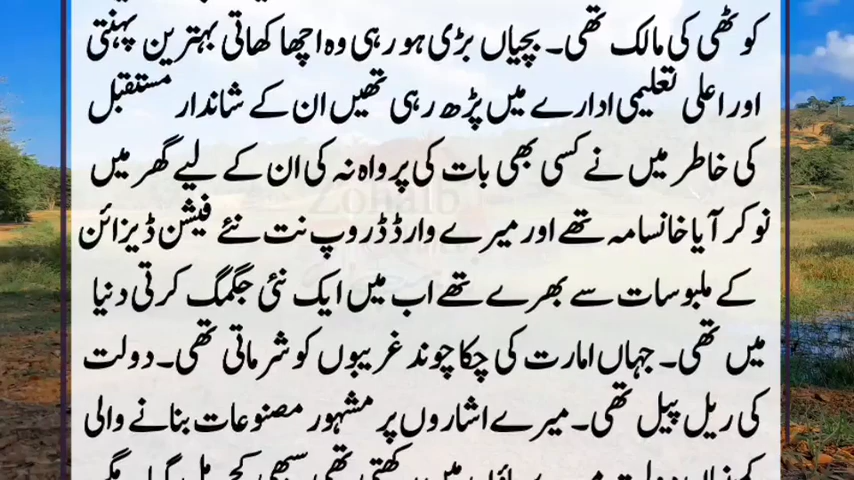 کوٹھی کی مالک تھی۔ بچیاں بڑی ہو رہی وہ اچھا کھاتی بہترین پہنتی
اور اعلی تعلیمی ادارے میں پڑھ رہی تھیں ان کے شاندار مستقبل
کی خاطر میں نے کسی بھی بات کی پرواہ نہ کی ان کے لیے گھر میں
نوکر آیا خانسامہ تھے اور میرے وارڈڈروپ نت نئے فیشن ڈیزائن
کے ملبوسات سے بھرے تھے اب میں ایک نئی جگمگ کرتی دنیا
میں تھی۔ جہاں امارت کی چکا چوند غریبوں کو شرماتی تھی۔ دولت
کی ریل پیل تھی۔ میرے اشاروں پر مشہور مصنوعات بنانے والی
Zohaib